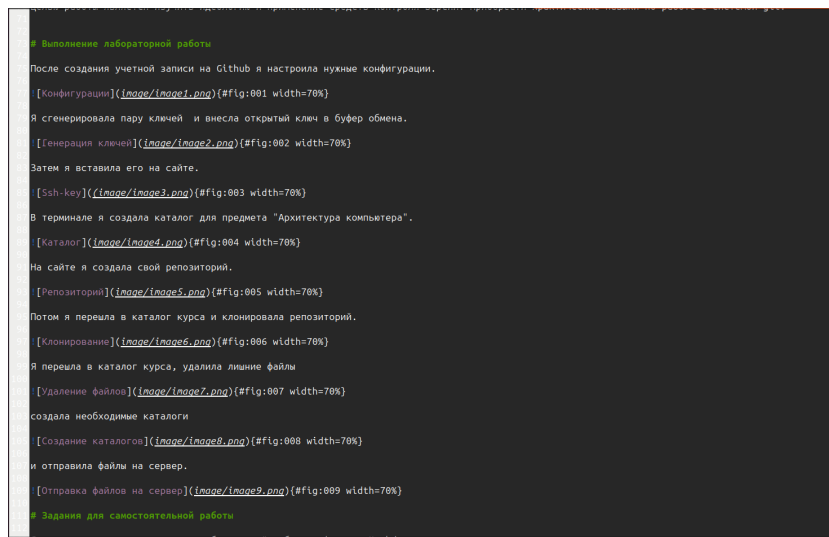 # Выполнение лабораторной работы
После создания учетной записи на Github я настроила нужные конфигурации.
![Конфигурации](image/image1.png){#fig:001 width=70%}
Я сгенерировала пару ключей и внесла открытый ключ в буфер обмена.
![Генерация ключей](image/image2.png){#fig:002 width=70%}
Затем я вставила его на сайте.
![Ssh-key]((image/image3.png){#fig:003 width=70%}
В терминале я создала каталог для предмета "Архитектура компьютера".
![Каталог](image/image4.png){#fig:004 width=70%}
На сайте я создала свой репозиторий.
![Репозиторий](image/image5.png){#fig:005 width=70%}
Потом я перешла в каталог курса и клонировала репозиторий.
![Клонирование](image/image6.png){#fig:006 width=70%}
Я перешла в каталог курса, удалила лишние файлы
![Удаление файлов](image/image7.png){#fig:007 width=70%}
создала необходимые каталоги
![Создание каталогов](image/image8.png){#fig:008 width=70%}
и отправила файлы на сервер.
![Отправка файлов на сервер](image/image9.png){#fig:009 width=70%}
# Задания для самостоятельной работы